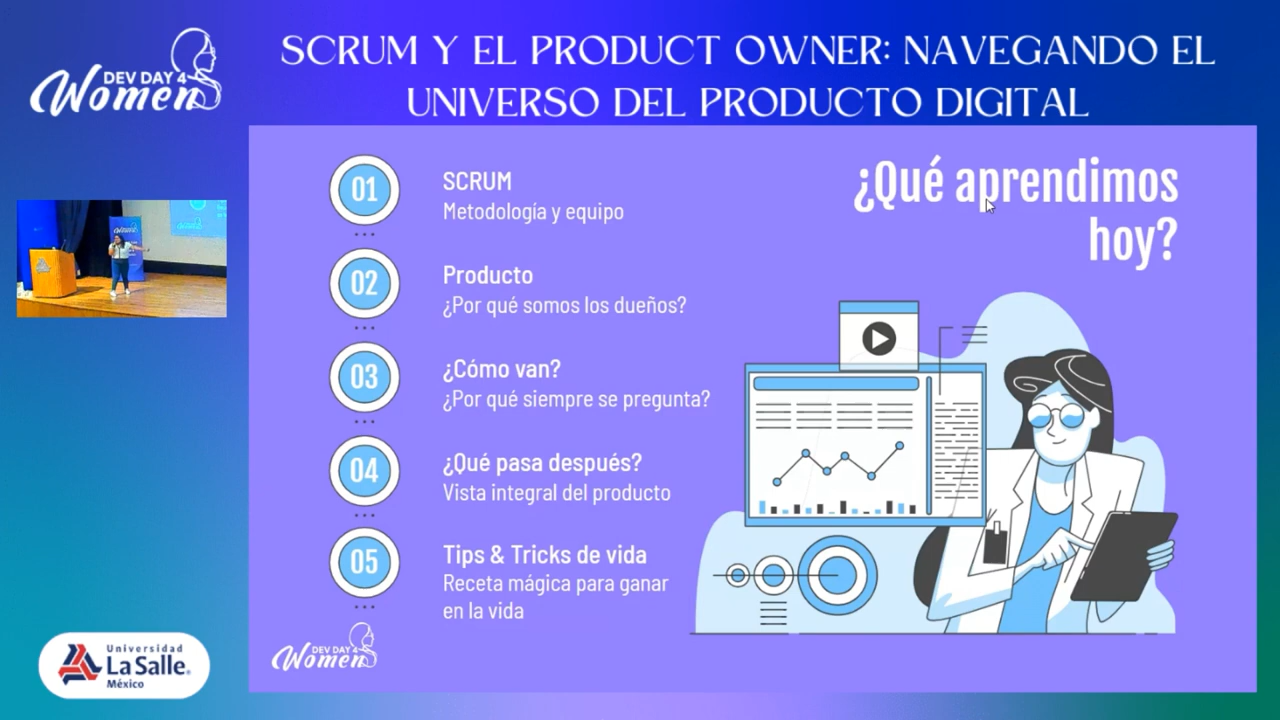 DEV DAY 4
Women
SCRUM Y EL PRODUCT OWNER: NAVEGANDO EL
UNIVERSO DEL PRODUCTO DIGITAL
¿Qué aprendimos
hoy?
01
SCRUM
Metodología y equipo
02
Producto
¿Por qué somos los dueños?
03
¿Cómo van?
¿Por qué siempre se pregunta?
04
¿Qué pasa después?
Vista integral del producto
05
Tips & Tricks de vida
Receta mágica para ganar
en la vida
DEV DAY 4
Women
Universidad
La Salle®
México